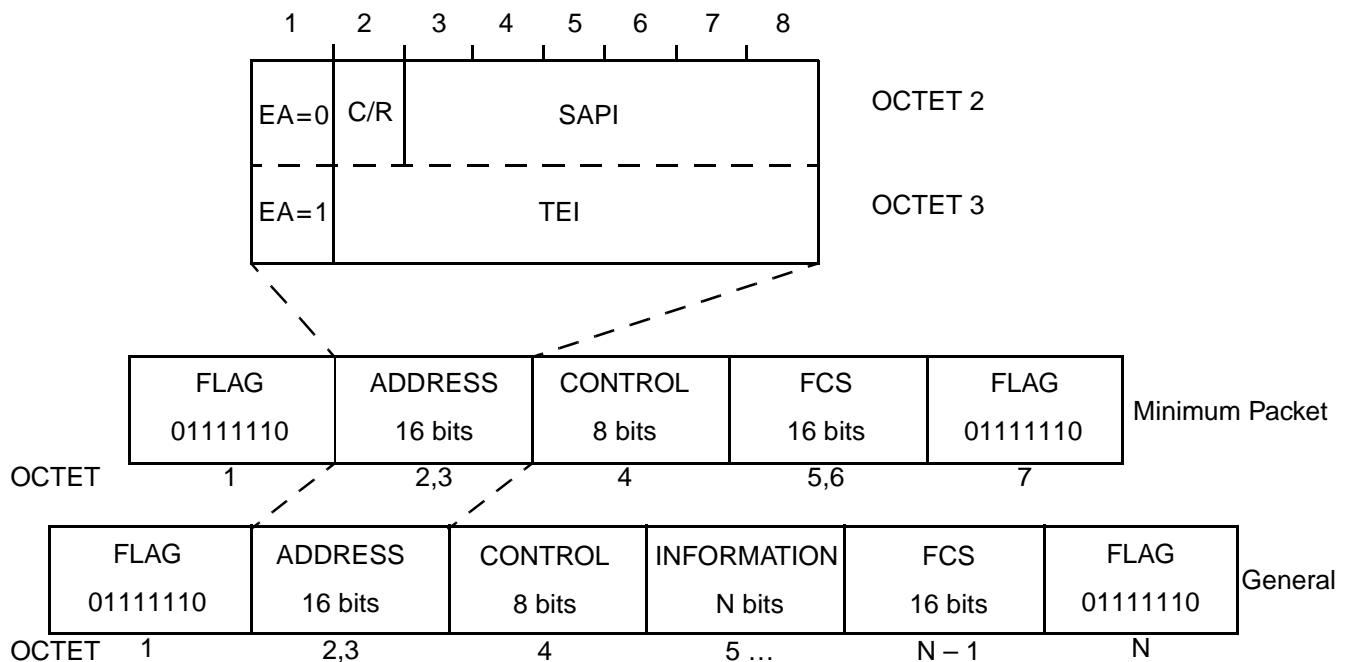 1 2 3 4 5 6 7 8
EA=0 C/R SAPI OCTET 2
EA=1 TEI OCTET 3
FLAG ADDRESS CONTROL FCS FLAG
01111110 16 bits 8 bits 16 bits 01111110
Minimum Packet
OCTET 1 2,3 4 5,6 7
FLAG ADDRESS CONTROL INFORMATION FCS FLAG
01111110 16 bits 8 bits N bits 16 bits 01111110
General
OCTET 1 2,3 4 5 … N – 1 N